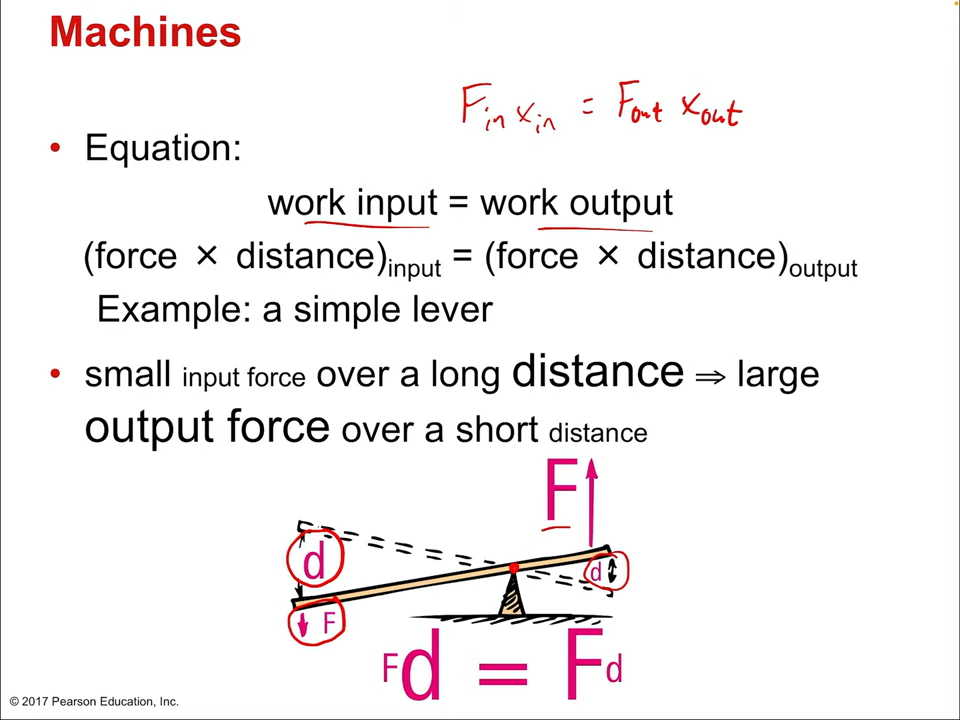 Machines
F_in x_in = F_out x_out
• Equation:
work input = work output
(force × distance)input = (force × distance)output
Example: a simple lever
• small input force over a long distance ⇒ large
output force over a short distance
F
d
d
F
Fd = Fd
© 2017 Pearson Education, Inc.